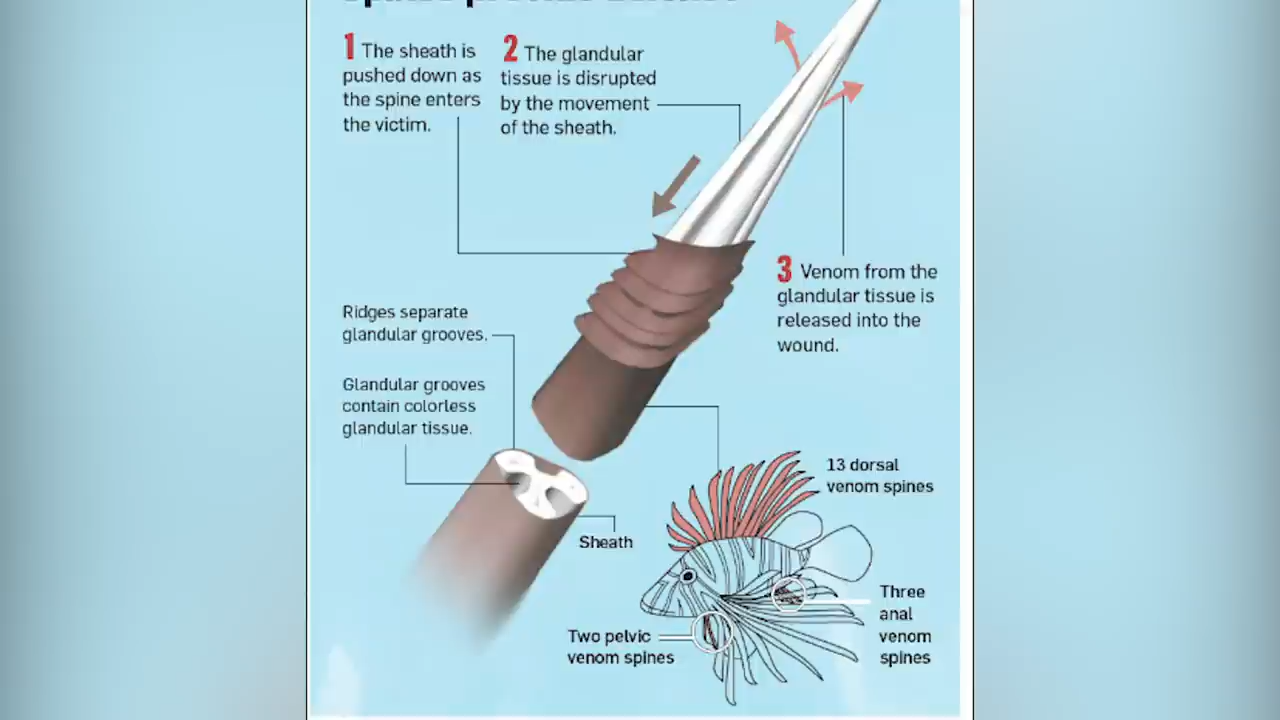 1 The sheath is
pushed down as
the spine enters
the victim.
2 The glandular
tissue is disrupted
by the movement
of the sheath.
3 Venom from the
glandular tissue is
released into the
wound.
Ridges separate
glandular grooves.
Glandular grooves
contain colorless
glandular tissue.
Sheath
13 dorsal
venom spines
Three
anal
venom
spines
Two pelvic
venom spines